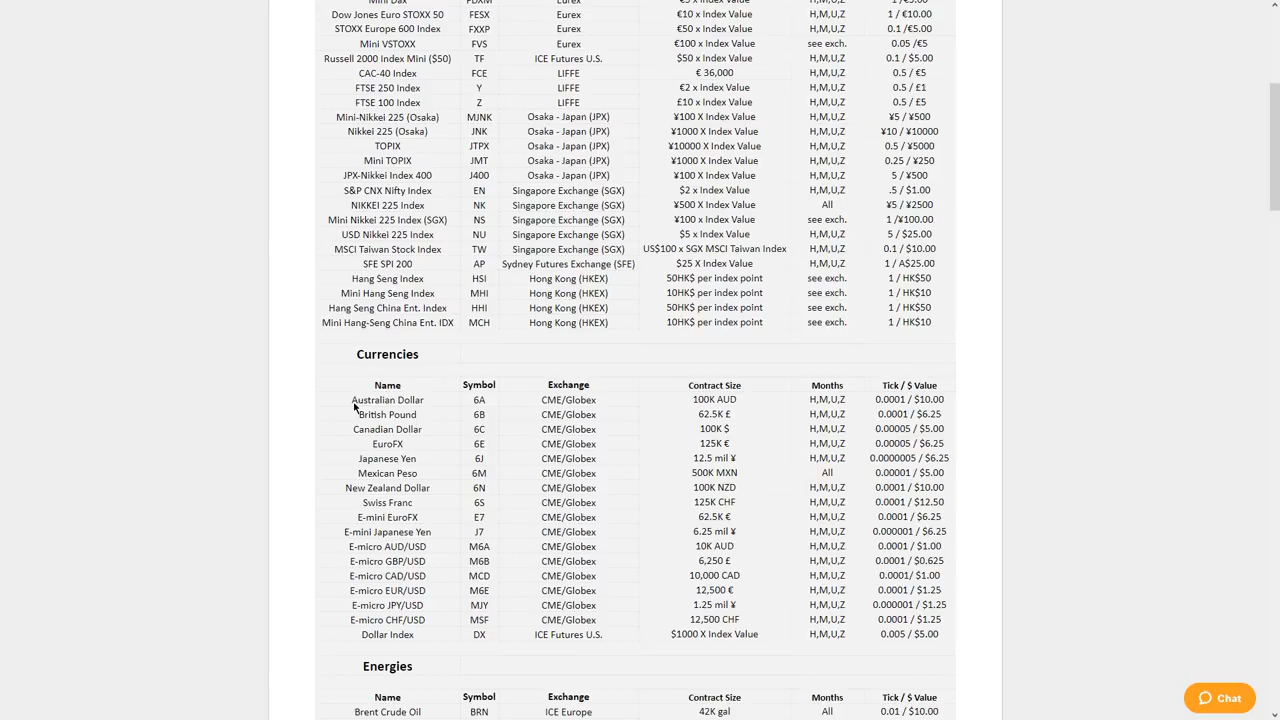 Mini Dax FDXM Eurex €5 x Index Value H,M,U,Z
Dow Jones Euro STOXX 50 FESX Eurex €10 x Index Value H,M,U,Z 1 / €10.00
STOXX Europe 600 Index FXXP Eurex €50 x Index Value H,M,U,Z 0.1 /€5.00
Mini VSTOXX FVS Eurex €100 x Index Value see exch. 0.05 /€5
Russell 2000 Index Mini ($50) TF ICE Futures U.S. $50 x Index Value H,M,U,Z 0.1 / $5.00
CAC-40 Index FCE LIFFE € 36,000 H,M,U,Z 0.5 / €5
FTSE 250 Index Y LIFFE €2 x Index Value H,M,U,Z 0.5 / £1
FTSE 100 Index Z LIFFE £10 x Index Value H,M,U,Z 0.5 / £5
Mini-Nikkei 225 (Osaka) MJNK Osaka - Japan (JPX) ¥100 X Index Value H,M,U,Z ¥5 / ¥500
Nikkei 225 (Osaka) JNK Osaka - Japan (JPX) ¥1000 X Index Value H,M,U,Z ¥10 / ¥10000
TOPIX JTPX Osaka - Japan (JPX) ¥10000 X Index Value H,M,U,Z 0.5 / ¥5000
Mini TOPIX JMT Osaka - Japan (JPX) ¥1000 X Index Value H,M,U,Z 0.25 / ¥250
JPX-Nikkei Index 400 J400 Osaka - Japan (JPX) ¥100 X Index Value H,M,U,Z 5 / ¥500
S&P CNX Nifty Index EN Singapore Exchange (SGX) $2 x Index Value H,M,U,Z .5 / $1.00
NIKKEI 225 Index NK Singapore Exchange (SGX) ¥500 X Index Value All ¥5 / ¥2500
Mini Nikkei 225 Index (SGX) NS Singapore Exchange (SGX) ¥100 x Index Value see exch. 1 /¥100.00
USD Nikkei 225 Index NU Singapore Exchange (SGX) $5 x Index Value H,M,U,Z 5 / $25.00
MSCI Taiwan Stock Index TW Singapore Exchange (SGX) US$100 x SGX MSCI Taiwan Index H,M,U,Z 0.1 / $10.00
SFE SPI 200 AP Sydney Futures Exchange (SFE) $25 X Index Value H,M,U,Z 1 / A$25.00
Hang Seng Index HSI Hong Kong (HKEX) 50HK$ per index point see exch. 1 / HK$50
Mini Hang Seng Index MHI Hong Kong (HKEX) 10HK$ per index point see exch. 1 / HK$10
Hang Seng China Ent. Index HHI Hong Kong (HKEX) 50HK$ per index point see exch. 1 / HK$50
Mini Hang-Seng China Ent. IDX MCH Hong Kong (HKEX) 10HK$ per index point see exch. 1 / HK$10
Currencies
Name Symbol Exchange Contract Size Months Tick / $ Value
Australian Dollar 6A CME/Globex 100K AUD H,M,U,Z 0.0001 / $10.00
British Pound 6B CME/Globex 62.5K £ H,M,U,Z 0.0001 / $6.25
Canadian Dollar 6C CME/Globex 100K $ H,M,U,Z 0.00005 / $5.00
EuroFX 6E CME/Globex 125K € H,M,U,Z 0.00005 / $6.25
Japanese Yen 6J CME/Globex 12.5 mil ¥ H,M,U,Z 0.0000005 / $6.25
Mexican Peso 6M CME/Globex 500K MXN All 0.00001 / $5.00
New Zealand Dollar 6N CME/Globex 100K NZD H,M,U,Z 0.0001 / $10.00
Swiss Franc 6S CME/Globex 125K CHF H,M,U,Z 0.0001 / $12.50
E-mini EuroFX E7 CME/Globex 62.5K € H,M,U,Z 0.0001 / $6.25
E-mini Japanese Yen J7 CME/Globex 6.25 mil ¥ H,M,U,Z 0.000001 / $6.25
E-micro AUD/USD M6A CME/Globex 10K AUD H,M,U,Z 0.0001 / $1.00
E-micro GBP/USD M6B CME/Globex 6,250 £ H,M,U,Z 0.0001 / $0.625
E-micro CAD/USD MCD CME/Globex 10,000 CAD H,M,U,Z 0.0001/ $1.00
E-micro EUR/USD M6E CME/Globex 12,500 € H,M,U,Z 0.0001 / $1.25
E-micro JPY/USD MJY CME/Globex 1.25 mil ¥ H,M,U,Z 0.000001 / $1.25
E-micro CHF/USD MSF CME/Globex 12,500 CHF H,M,U,Z 0.0001 / $1.25
Dollar Index DX ICE Futures U.S. $1000 X Index Value H,M,U,Z 0.005 / $5.00
Energies
Name Symbol Exchange Contract Size Months Tick / $ Value
Brent Crude Oil BRN ICE Europe 42K gal All 0.01 / $10.00
Chat